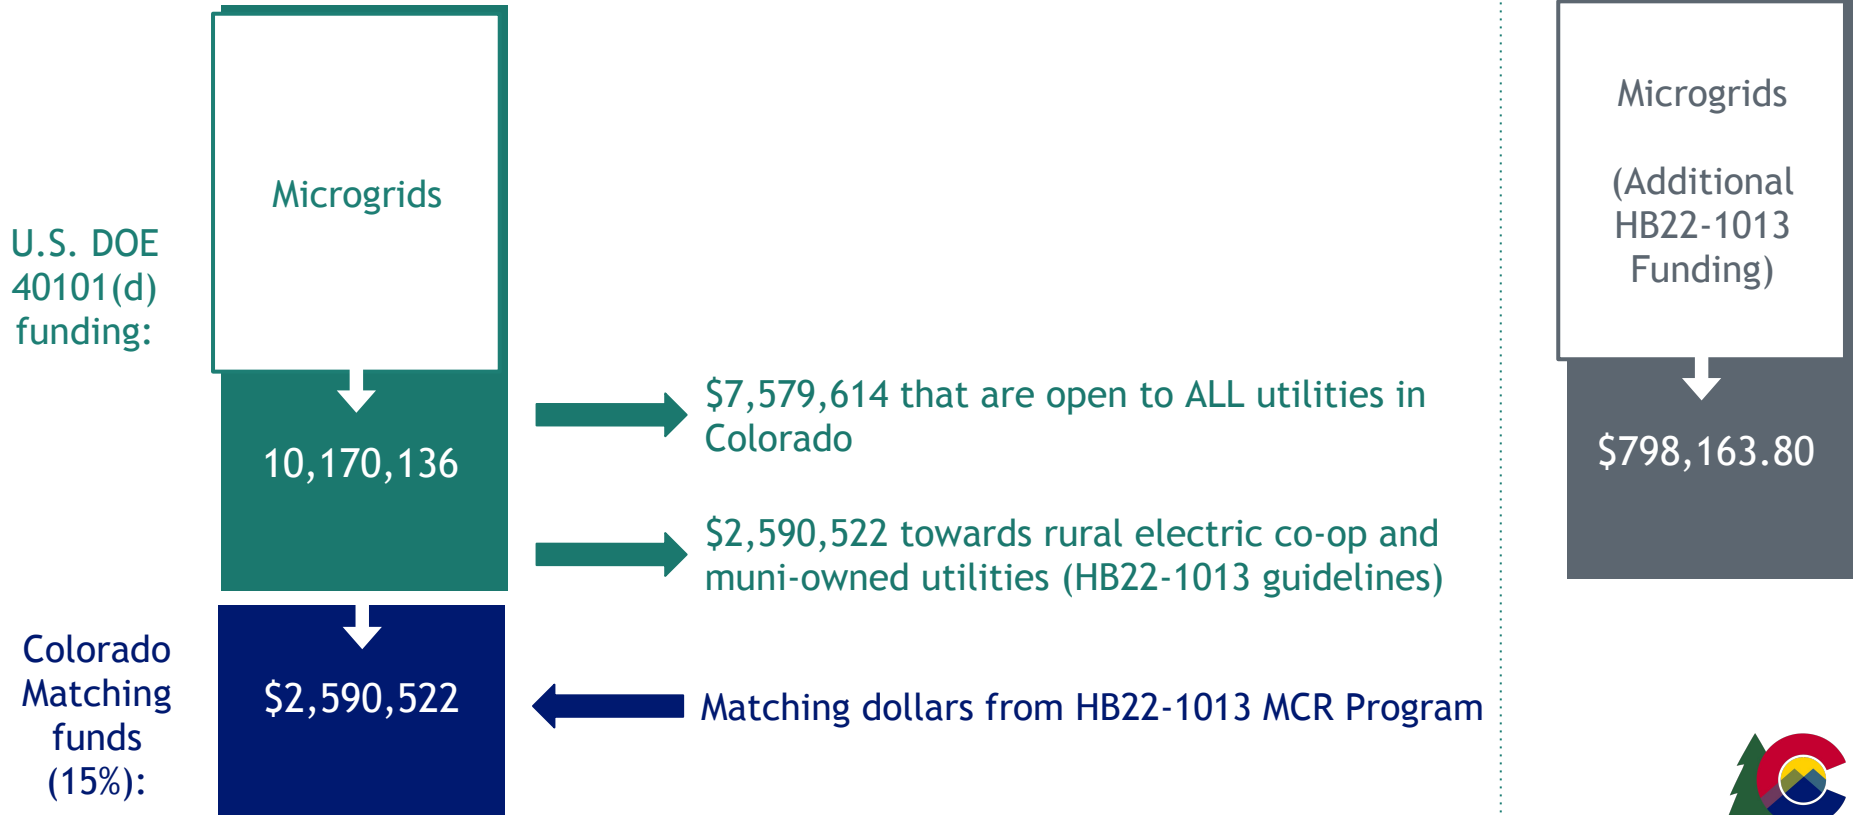 U.S. DOE
40101(d)
funding:
Microgrids
10,170,136
$7,579,614 that are open to ALL utilities in
Colorado
$2,590,522 towards rural electric co-op and
muni-owned utilities (HB22-1013 guidelines)
Colorado
Matching
funds
(15%):
$2,590,522
Matching dollars from HB22-1013 MCR Program
Microgrids
(Additional
HB22-1013
Funding)
$798,163.80